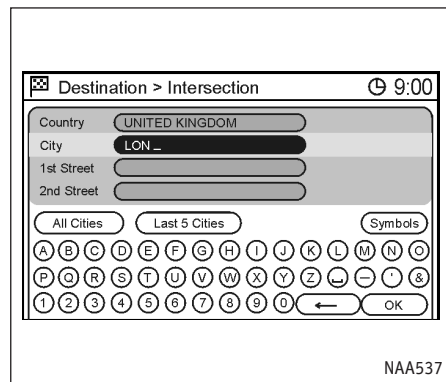 Destination > Intersection 9:00
Country UNITED KINGDOM
City LON _
1st Street
2nd Street
All Cities Last 5 Cities Symbols
A B C D E F G H I J K L M N O
P Q R S T U V W X Y Z ␣ – ' &
1 2 3 4 5 6 7 8 9 0 ← OK
NAA537